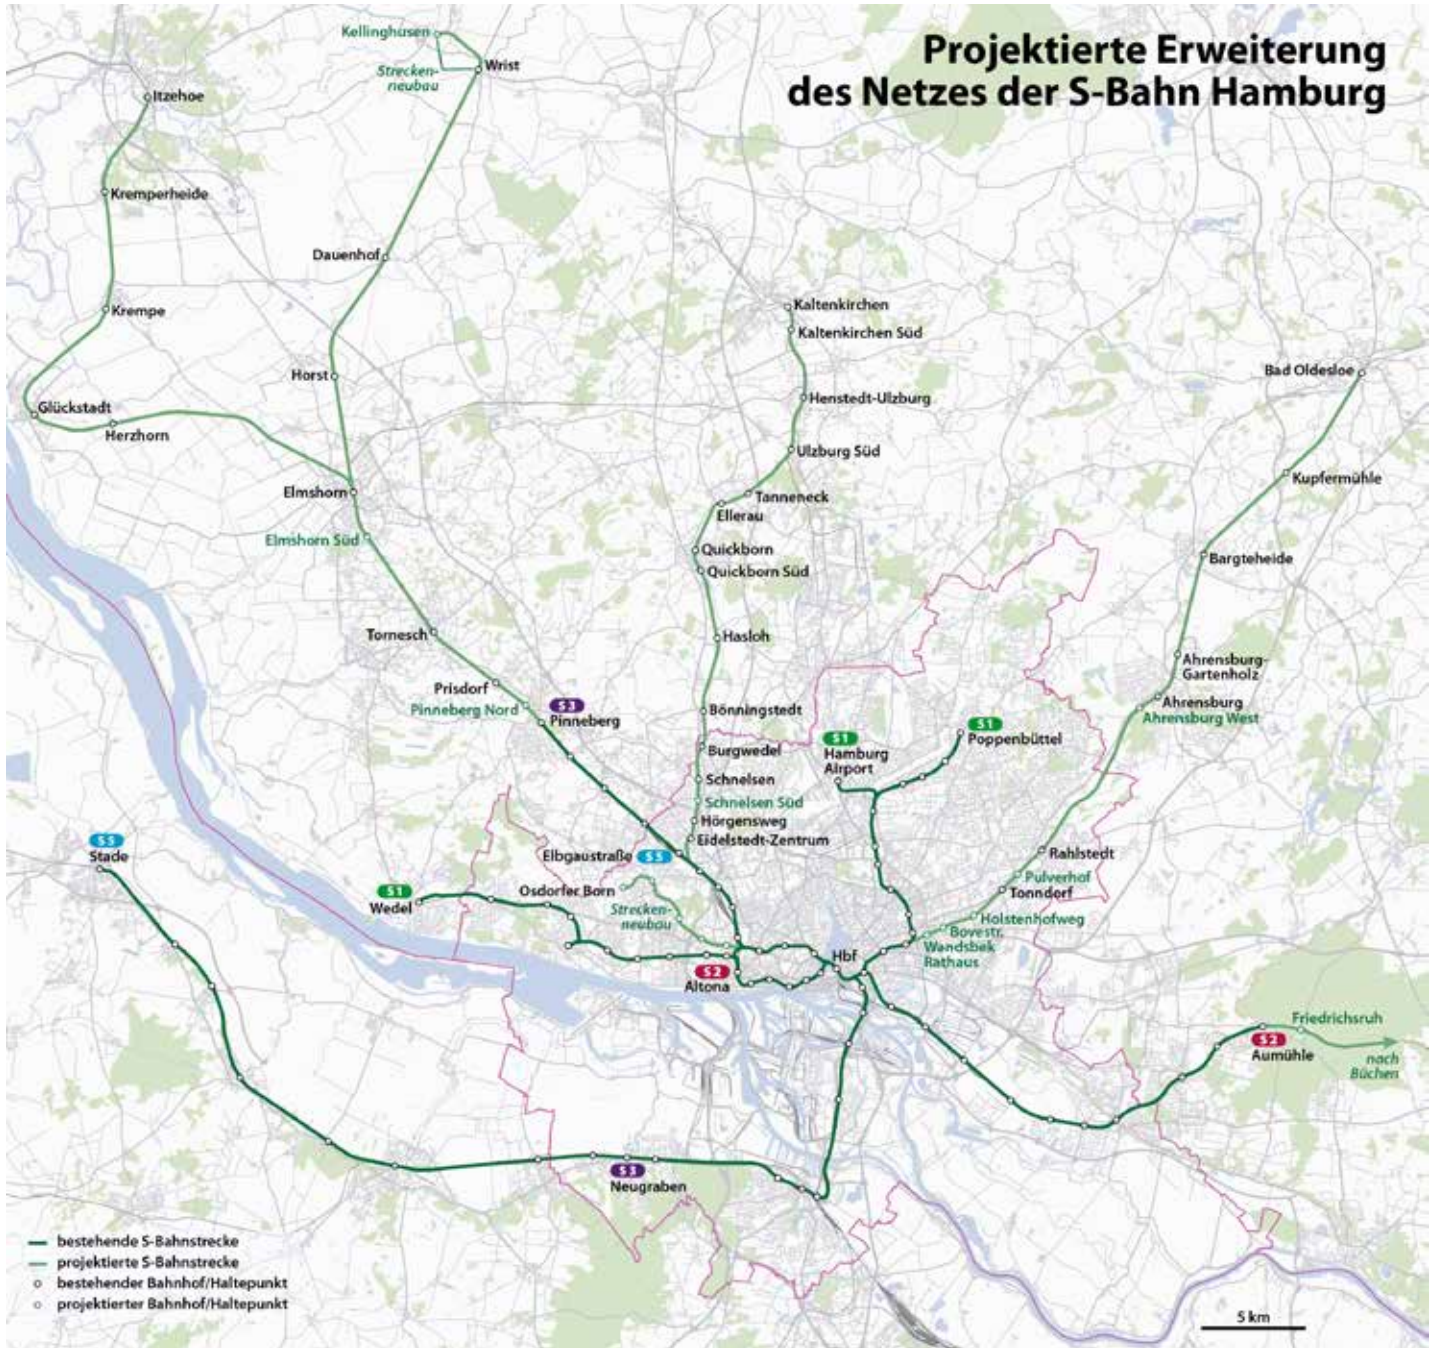 Projektierte Erweiterung
des Netzes der S-Bahn Hamburg
Kellinghusen
Strecken-
neubau
Wrist
Itzehoe
Kremperheide
Dauenhof
Krempe
Horst
Glückstadt
Herzhorn
Elmshorn
Elmshorn Süd
Tornesch
Prisdorf
Pinneberg Nord
S3
Pinneberg
Kaltenkirchen
Kaltenkirchen Süd
Henstedt-Ulzburg
Ulzburg Süd
Tanneneck
Ellerau
Quickborn
Quickborn Süd
Hasloh
Bönningstedt
Burgwedel
Schnelsen
Schnelsen Süd
Hörgensweg
Eidelstedt-Zentrum
Elbgaustraße S5
Bad Oldesloe
Kupfermühle
Bargteheide
Ahrensburg-
Gartenholz
Ahrensburg
Ahrensburg West
S1
Poppenbüttel
S1
Hamburg
Airport
Rahlstedt
Pulverhof
Tonndorf
Holstenhofweg
Bovestr.
Wandsbek
Rathaus
S5
Stade
S1
Wedel
Osdorfer Born
Strecken-
neubau
Hbf
S2
Altona
Friedrichsruh
S2
Aumühle
nach
Büchen
S3
Neugraben
bestehende S-Bahnstrecke
projektierte S-Bahnstrecke
bestehender Bahnhof/Haltepunkt
projektierter Bahnhof/Haltepunkt
5 km